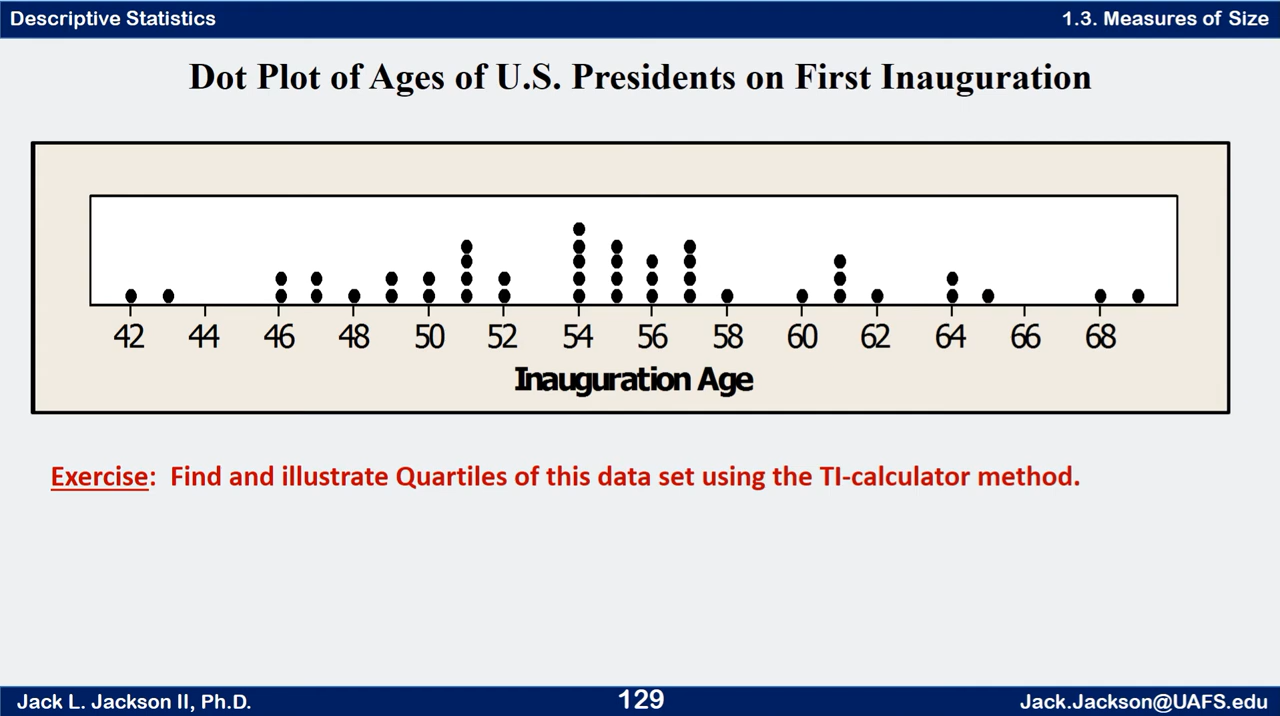 Descriptive Statistics
1.3. Measures of Size
Dot Plot of Ages of U.S. Presidents on First Inauguration
42 44 46 48 50 52 54 56 58 60 62 64 66 68
Inauguration Age
Exercise: Find and illustrate Quartiles of this data set using the TI-calculator method.
Jack L. Jackson II, Ph.D.
129
Jack.Jackson@UAFS.edu